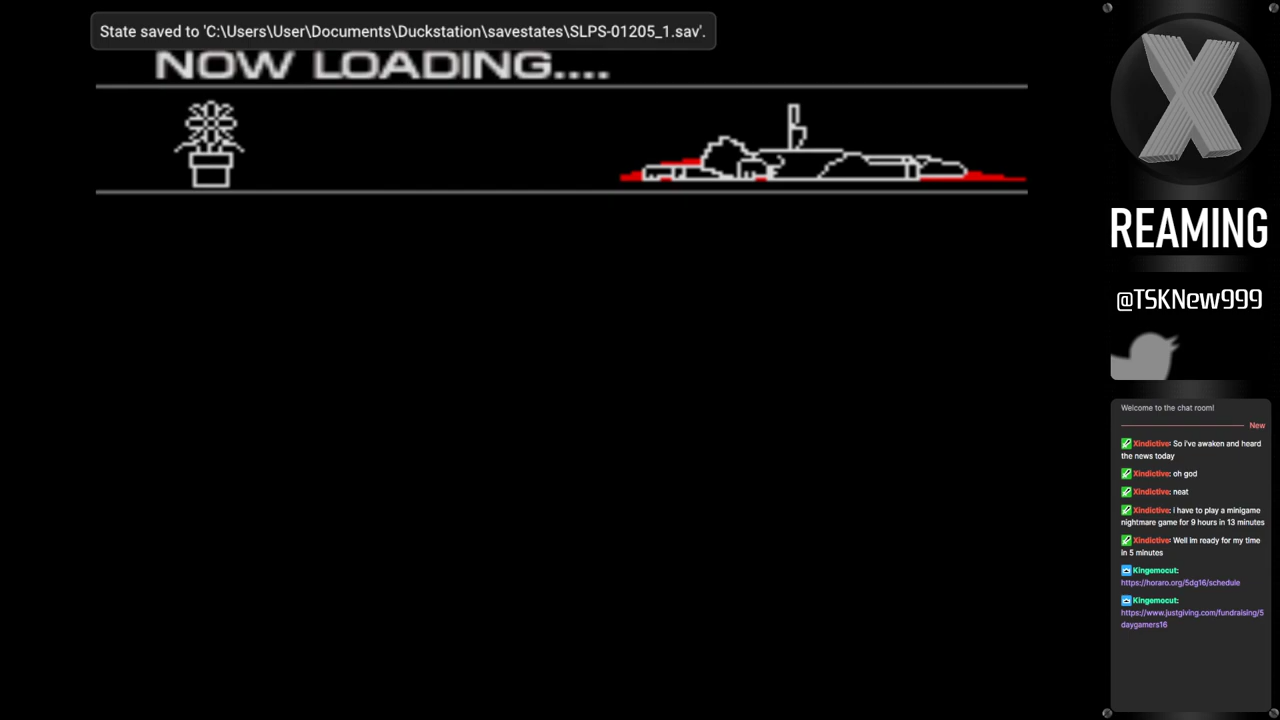 State saved to 'C:\Users\User\Documents\Duckstation\savestates\SLPS-01205_1.sav'.
NOW LOADING....
X
REAMING
@TSKNew999
Welcome to the chat room!
New
Xindictive: So i've awaken and heard
the news today
Xindictive: oh god
Xindictive: neat
Xindictive: i have to play a minigame
nightmare game for 9 hours in 13 minutes
Xindictive: Well Im ready for my time
in 5 minutes
Kingemocut:
https://horaro.org/5dg16/schedule
Kingemocut:
https://www.justgiving.com/fundraising/5
daygamers16